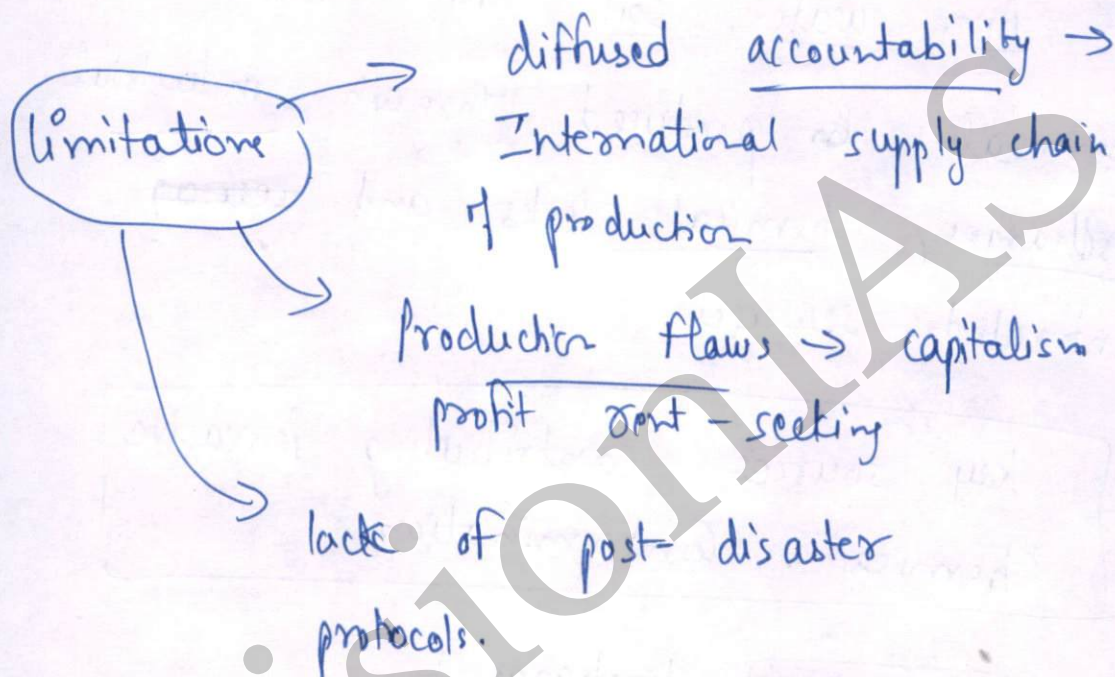 diffused accountability →
limitations
International supply chain
of production
Production flaws → capitalism
profit rent-seeking
lack of post-disaster
protocols.
VisionIAS